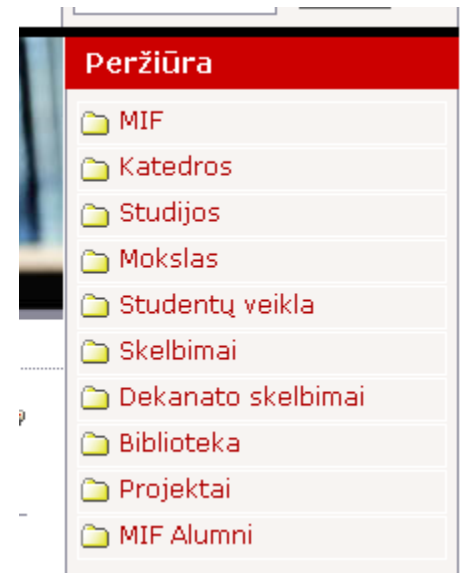 Peržiūra
MIF
Katedros
Studijos
Mokslas
Studentų veikla
Skelbimai
Dekanato skelbimai
Biblioteka
Projektai
MIF Alumni